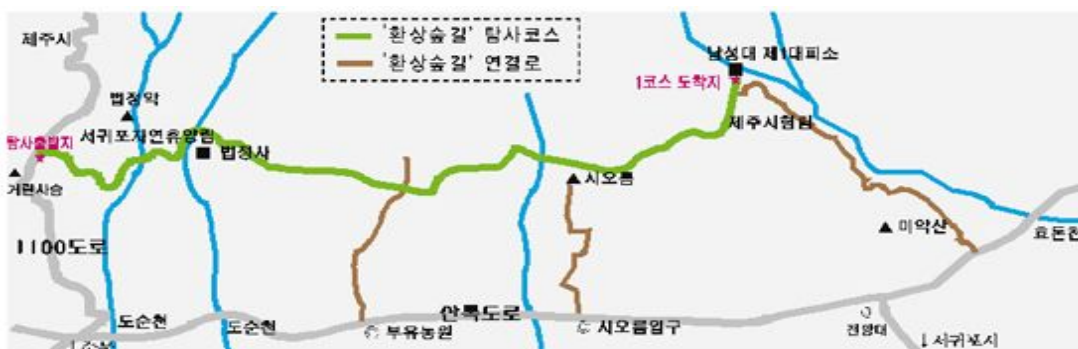 제주시
'환상숲길' 탐사코스
'환상숲길' 연결로
남성대 제1대피소
1코스 도착지
법정악
제주시험림
탐사출발지
서귀포자연휴양림
법정사
거린사슴
시오름
미악산
1100도로
효돈천
도순천
도순천
산록도로
부유농원
시오름입구
↓서귀포시